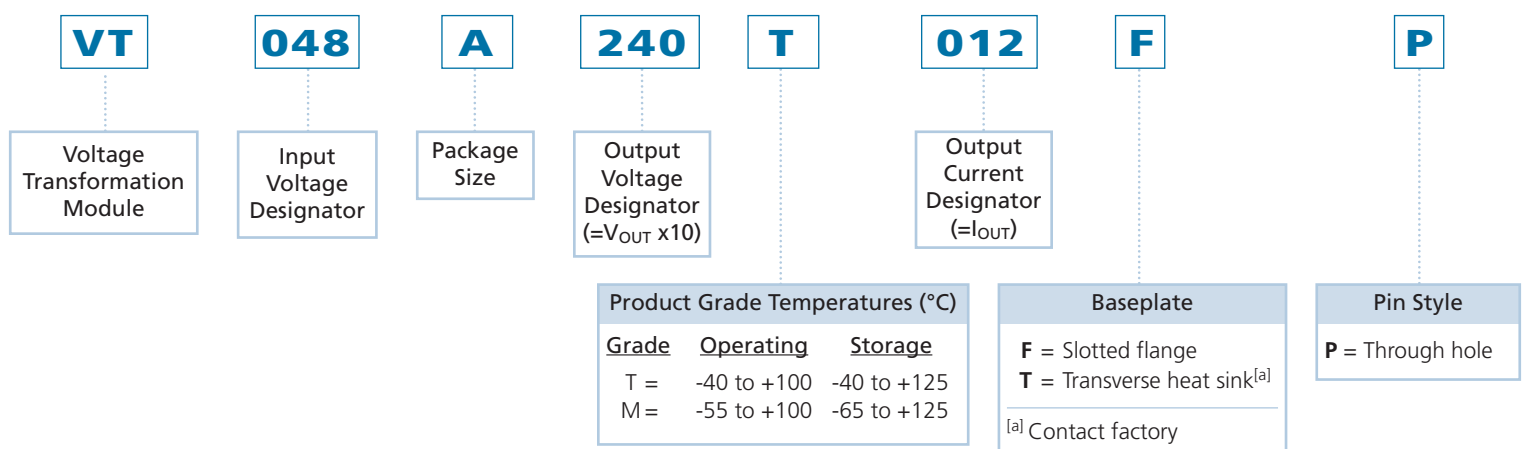 VT 048 A 240 T 012 F P
Voltage
Transformation
Module
Input
Voltage
Designator
Package
Size
Output
Voltage
Designator
(=VOUT x10)
Output
Current
Designator
(=IOUT)
Product Grade Temperatures (°C)
Grade Operating Storage
T = -40 to +100 -40 to +125
M = -55 to +100 -65 to +125
Baseplate
F = Slotted flange
T = Transverse heat sink[a]
[a] Contact factory
Pin Style
P = Through hole